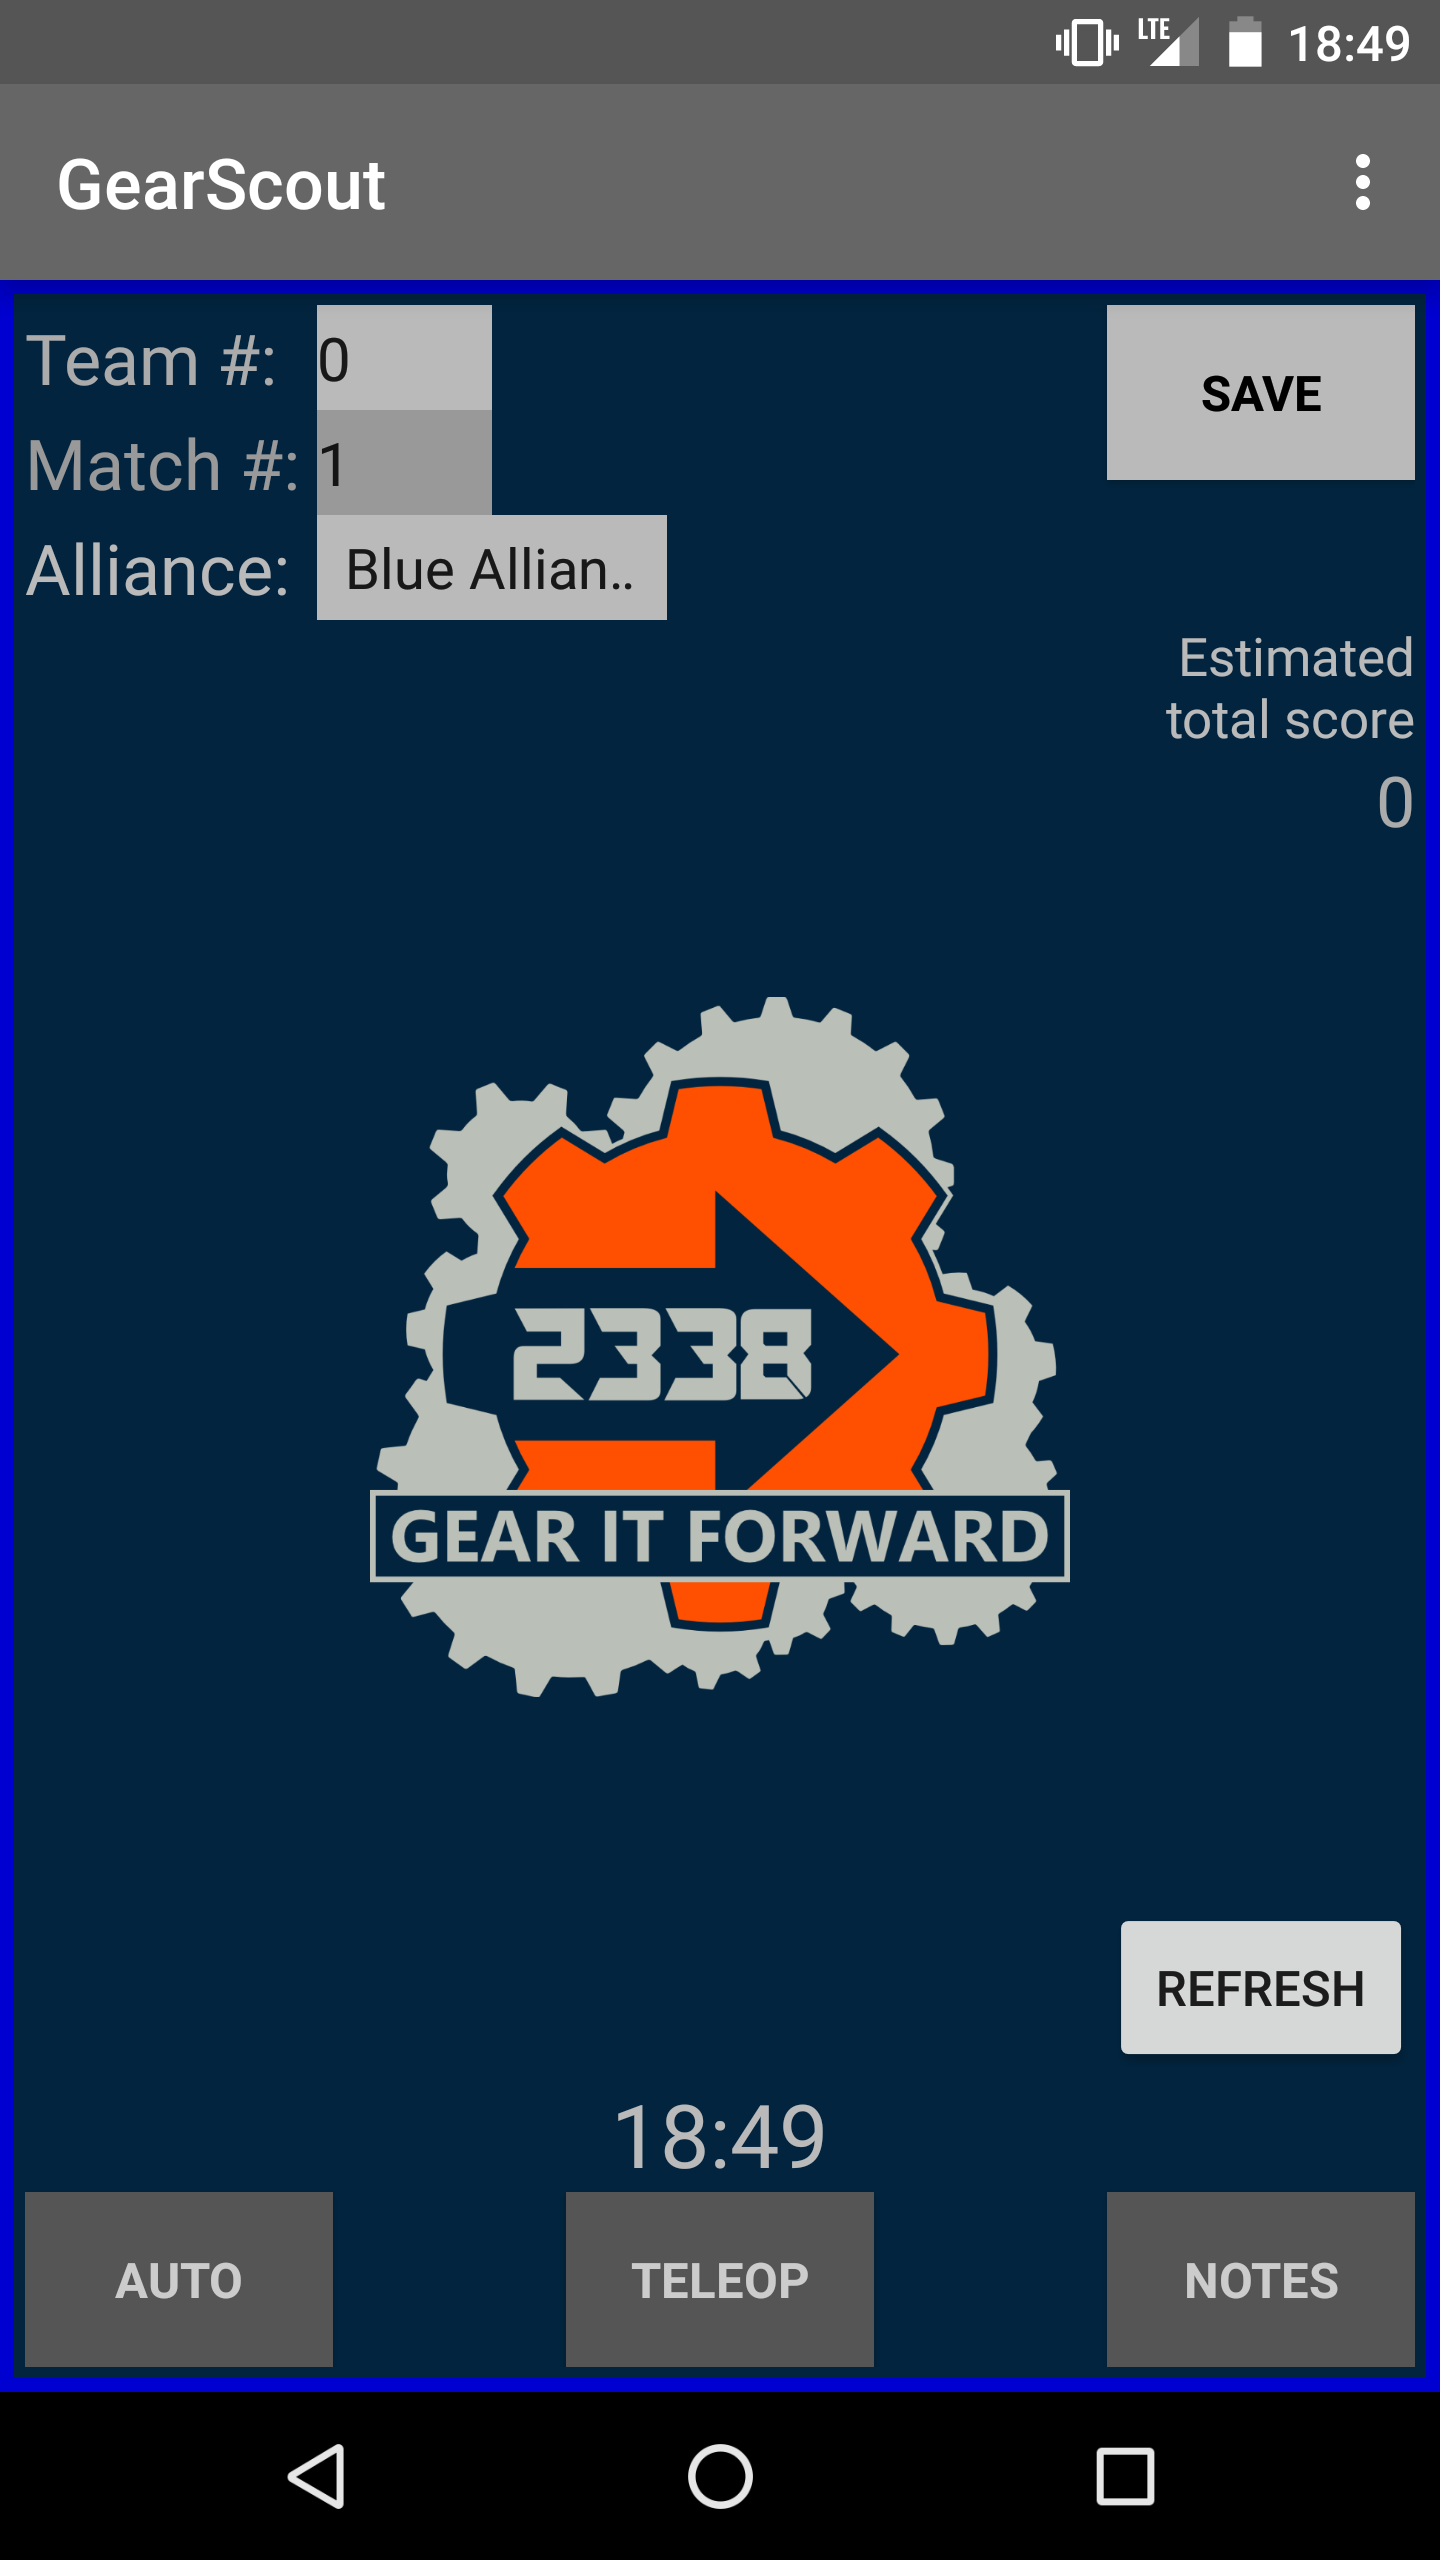 LTE 18:49
GearScout
Team #: 0
SAVE
Match #: 1
Alliance: Blue Allian..
Estimated
total score
0
2338
GEAR IT FORWARD
REFRESH
18:49
AUTO TELEOP NOTES